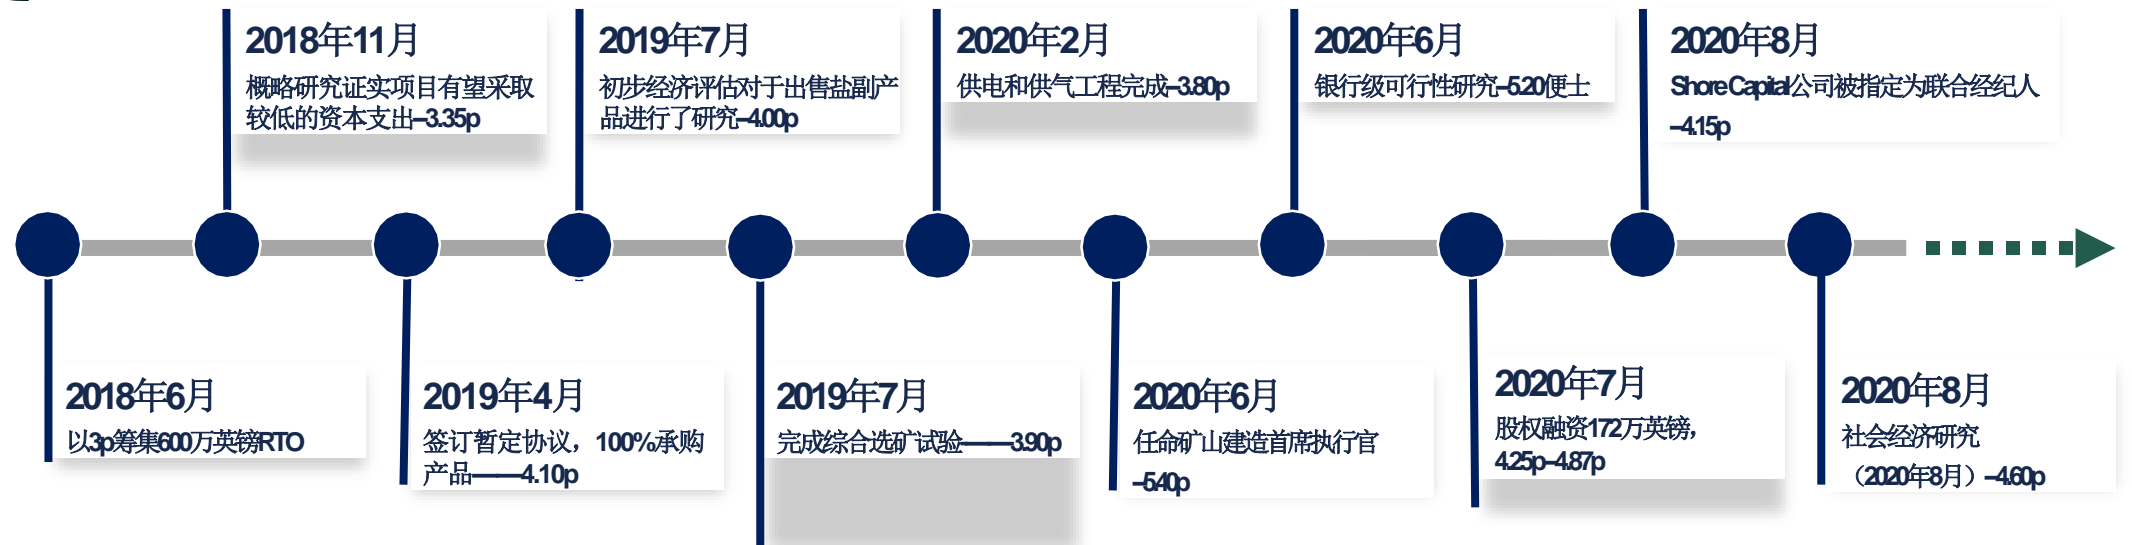 2018年11月
概略研究证实项目有望采取
较低的资本支出–3.35p
2019年7月
初步经济评估对于出售盐副产
品进行了研究–4.00p
2020年2月
供电和供气工程完成–3.80p
2020年6月
银行级可行性研究–5.20便士
2020年8月
Shore Capital公司被指定为联合经纪人
–4.15p
2018年6月
以3p筹集600万英镑RTO
2019年4月
签订暂定协议，100%承购
产品——4.10p
2019年7月
完成综合选矿试验——3.90p
2020年6月
任命矿山建造首席执行官
–5.40p
2020年7月
股权融资172万英镑，
4.25p–4.87p
2020年8月
社会经济研究
（2020年8月）–4.60p